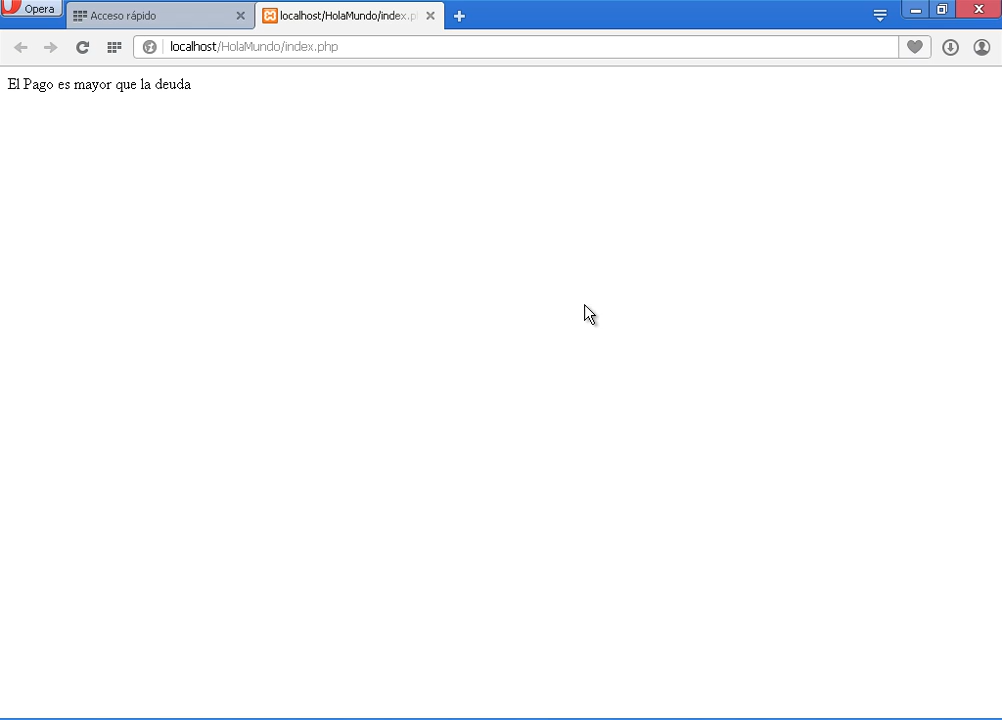 Opera
Acceso rápido
localhost/HolaMundo/index.p
localhost/HolaMundo/index.php
El Pago es mayor que la deuda